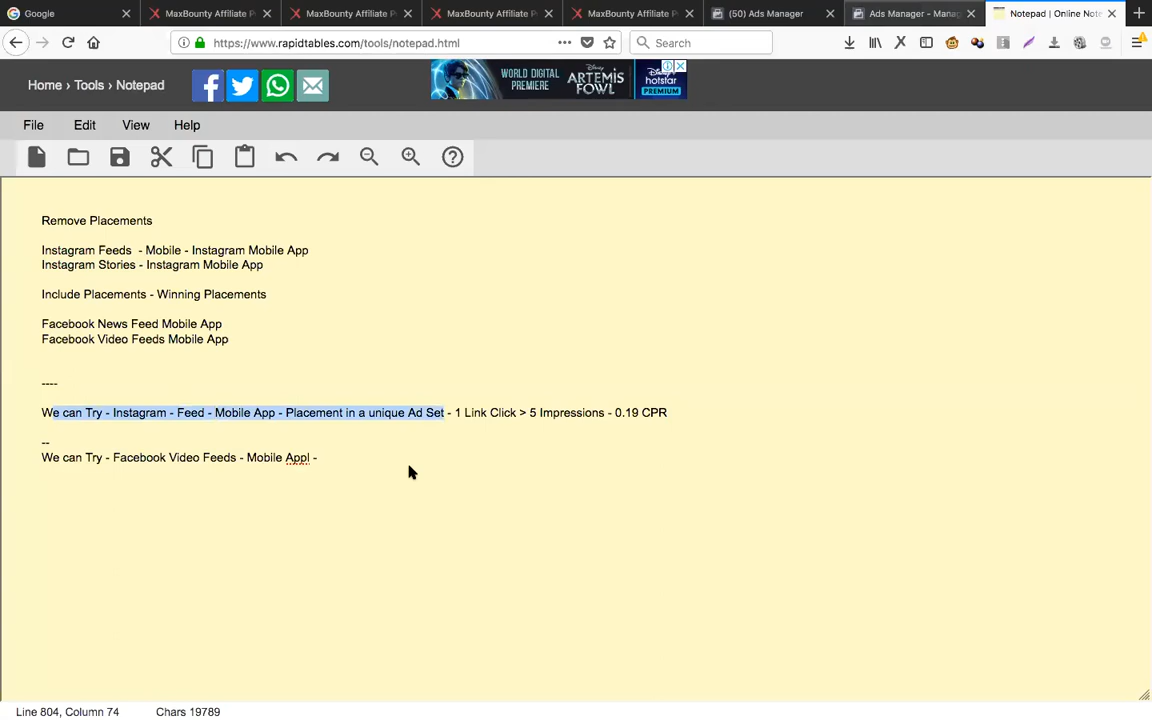 Google
MaxBounty Affiliate P
MaxBounty Affiliate P
MaxBounty Affiliate P
MaxBounty Affiliate P
(50) Ads Manager
Ads Manager - Manag
Notepad | Online Note
https://www.rapidtables.com/tools/notepad.html
Search
Home › Tools › Notepad
WORLD DIGITAL
PREMIERE
ARTEMIS
FOWL
Disney+
hotstar
PREMIUM
File Edit View Help
Remove Placements
Instagram Feeds - Mobile - Instagram Mobile App
Instagram Stories - Instagram Mobile App
Include Placements - Winning Placements
Facebook News Feed Mobile App
Facebook Video Feeds Mobile App
----
We can Try - Instagram - Feed - Mobile App - Placement in a unique Ad Set - 1 Link Click > 5 Impressions - 0.19 CPR
--
We can Try - Facebook Video Feeds - Mobile Appl -
Line 804, Column 74 Chars 19789